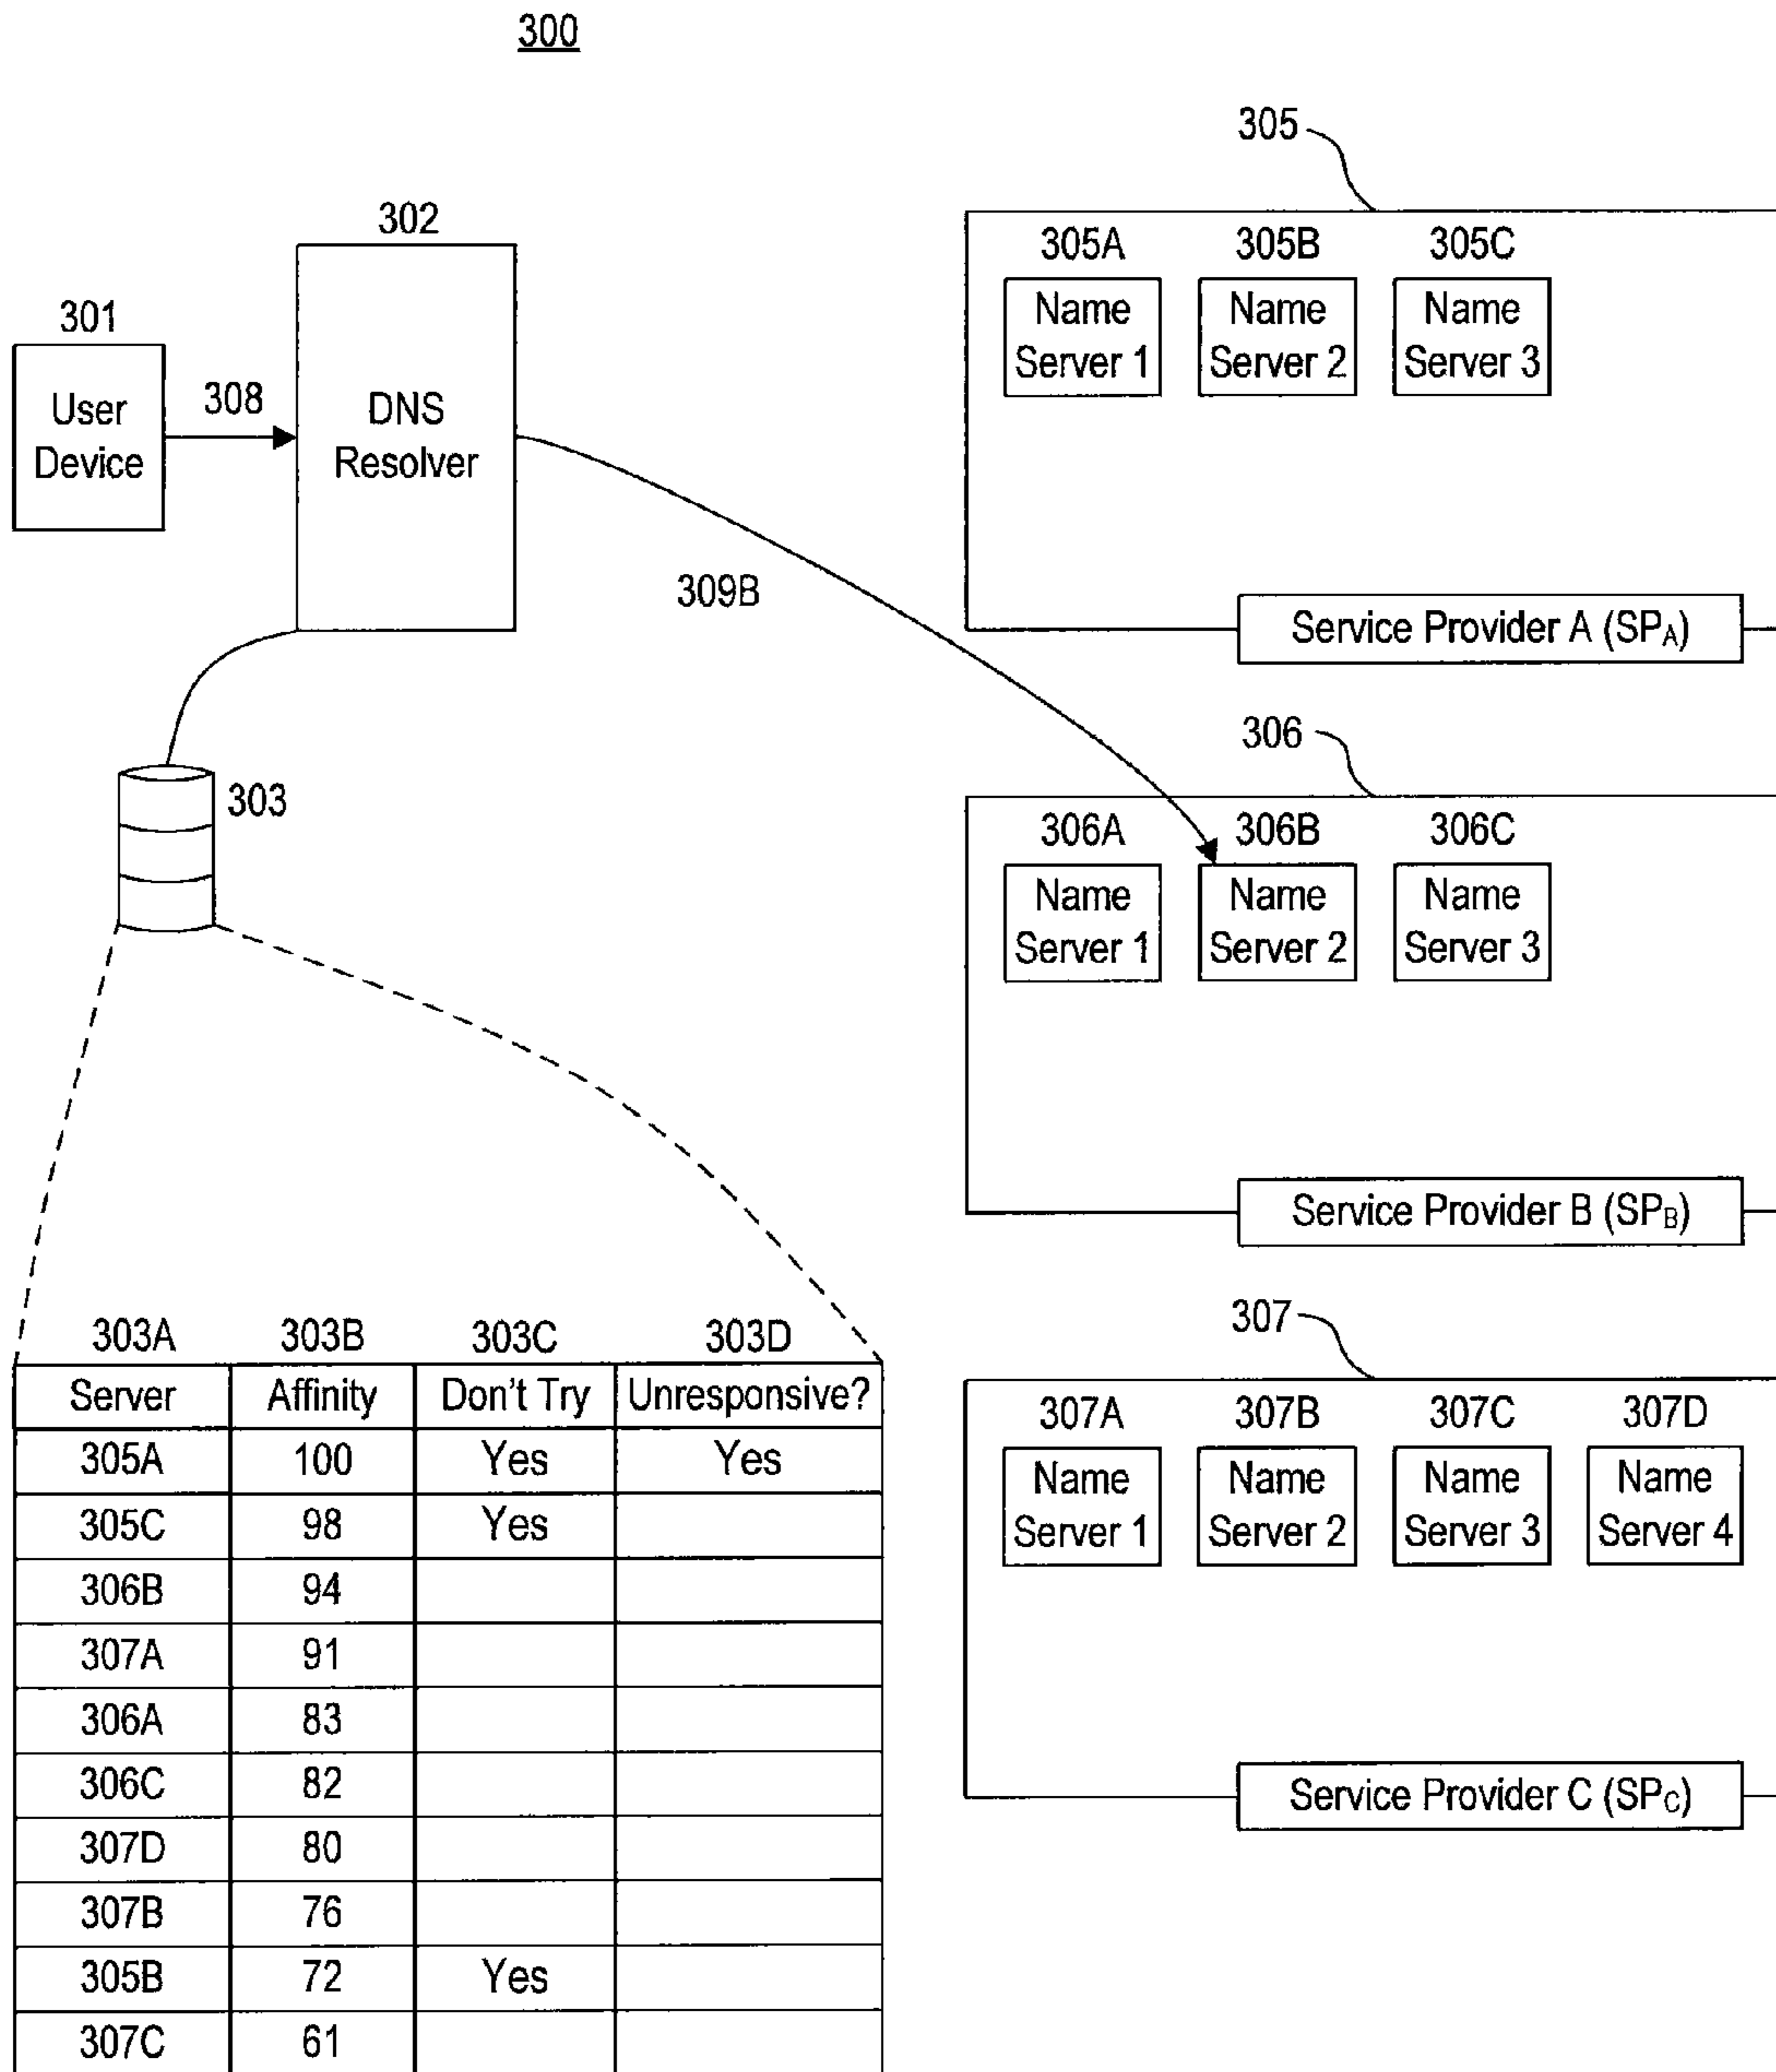 300
301
User
Device
308
302
DNS
Resolver
309B
303
305
305A 305B 305C
Name Name Name
Server 1 Server 2 Server 3
Service Provider A (SPA)
306
306A 306B 306C
Name Name Name
Server 1 Server 2 Server 3
Service Provider B (SPB)
307
307A 307B 307C 307D
Name Name Name Name
Server 1 Server 2 Server 3 Server 4
Service Provider C (SPC)
303A 303B 303C 303D
Server Affinity Don't Try Unresponsive?
305A 100 Yes Yes
305C 98 Yes
306B 94
307A 91
306A 83
306C 82
307D 80
307B 76
305B 72 Yes
307C 61